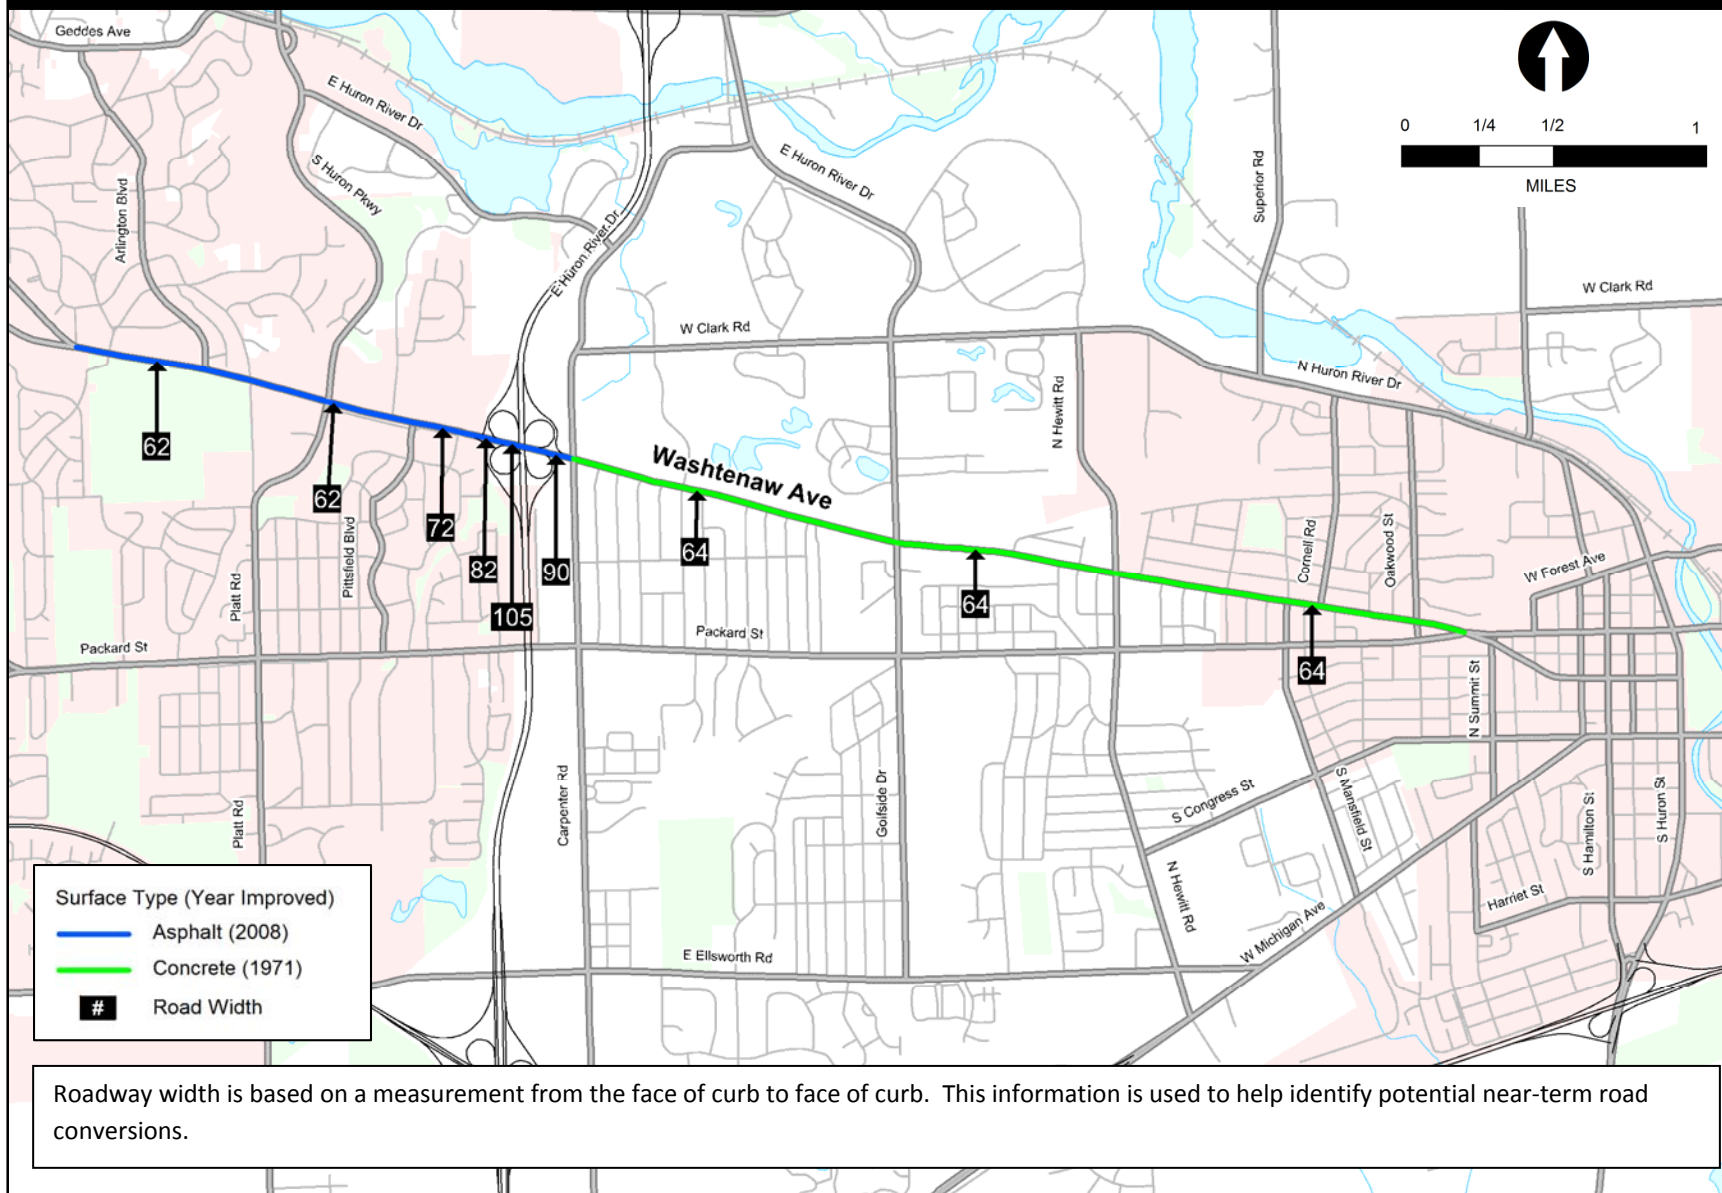 Geddes Ave
E Huron River Dr
S Huron Pkwy
Arlington Blvd
E Huron River Dr
E Huron River Dr
Superior Rd
0 1/4 1/2 1
MILES
W Clark Rd
W Clark Rd
N Huron River Dr
N Hewitt Rd
Washtenaw Ave
62
62
72
82
105
90
64
64
64
Platt Rd
Pittsfield Blvd
Cornell Rd
Oakwood St
W Forest Ave
Packard St
Packard St
N Summit St
Platt Rd
Carpenter Rd
Golfside Dr
S Congress St
S Mansfield St
S Hamilton St
S Huron St
N Hewitt Rd
Harriet St
W Michigan Ave
E Ellsworth Rd
Surface Type (Year Improved)
Asphalt (2008)
Concrete (1971)
# Road Width
Roadway width is based on a measurement from the face of curb to face of curb.  This information is used to help identify potential near-term road
conversions.